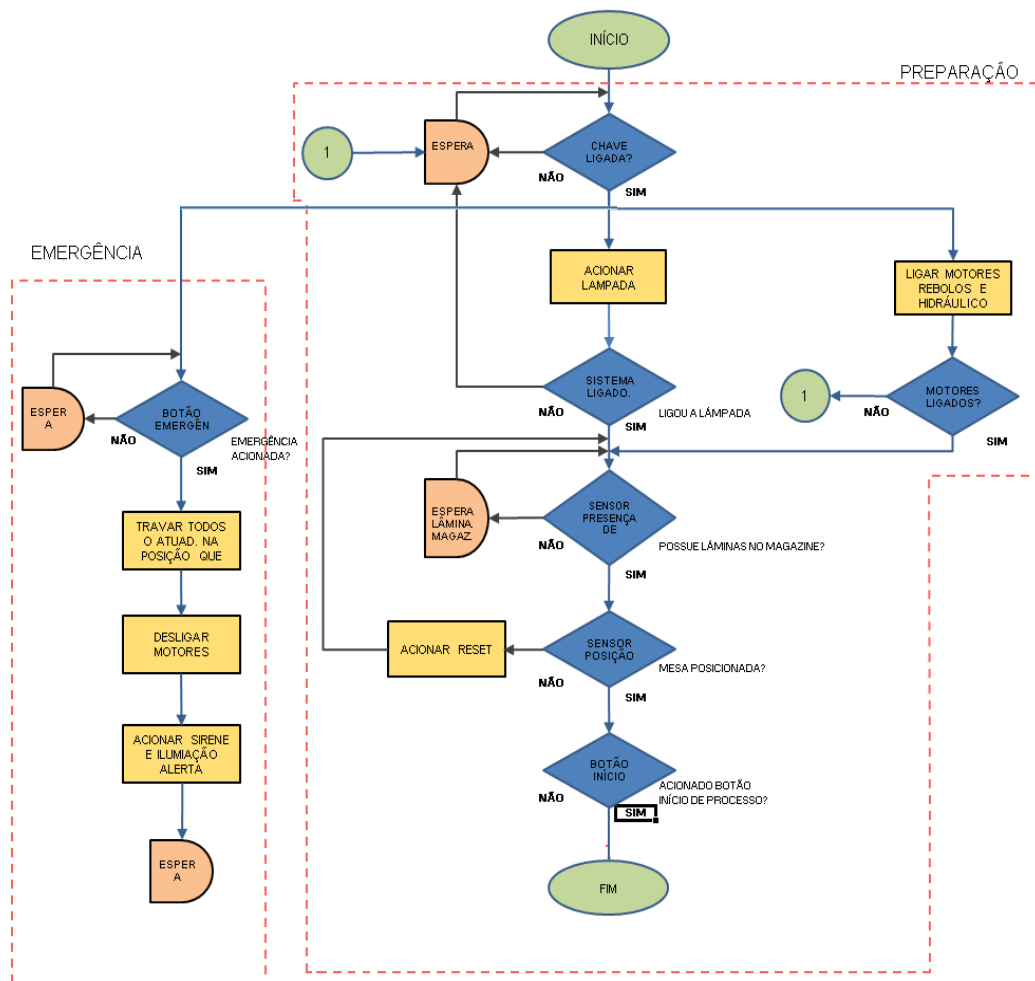 INÍCIO
PREPARAÇÃO
1
ESPERA
CHAVE
LIGADA?
NÃO
SIM
EMERGÊNCIA
ACIONAR
LAMPADA
LIGAR MOTORES
REBOLOS E
HIDRÁULICO
SISTEMA
LIGADO.
NÃO
SIM
LIGOU A LÂMPADA
1
MOTORES
LIGADOS?
NÃO
SIM
ESPER
A
BOTÃO
EMERGÊN
NÃO
SIM
EMERGÊNCIA
ACIONADA?
ESPERA
LÂMINA.
MAGAZ.
SENSOR
PRESENÇA
DE
NÃO
SIM
POSSUE LÂMINAS NO MAGAZINE?
TRAVAR TODOS
O ATUAD. NA
POSIÇÃO QUE
DESLIGAR
MOTORES
ACIONAR RESET
SENSOR
POSIÇÃO
NÃO
SIM
MESA POSICIONADA?
ACIONAR SIRENE
E ILUMIAÇÃO
ALERTA
BOTÃO
INÍCIO
NÃO
SIM
ACIONADO BOTÃO
INÍCIO DE PROCESSO?
ESPER
A
FIM